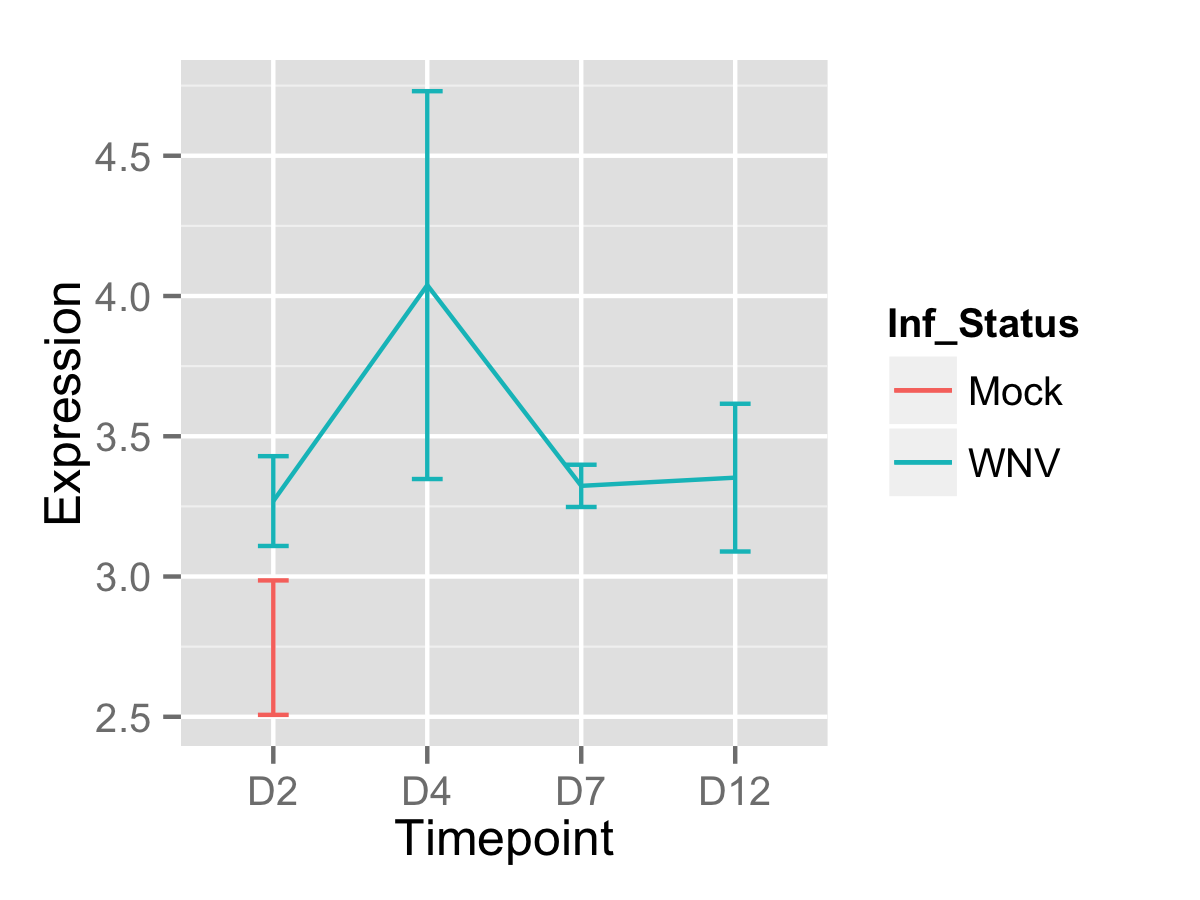 4.5
4.0
3.5
3.0
2.5
Expression
D2 D4 D7 D12
Timepoint
Inf_Status
Mock
WNV